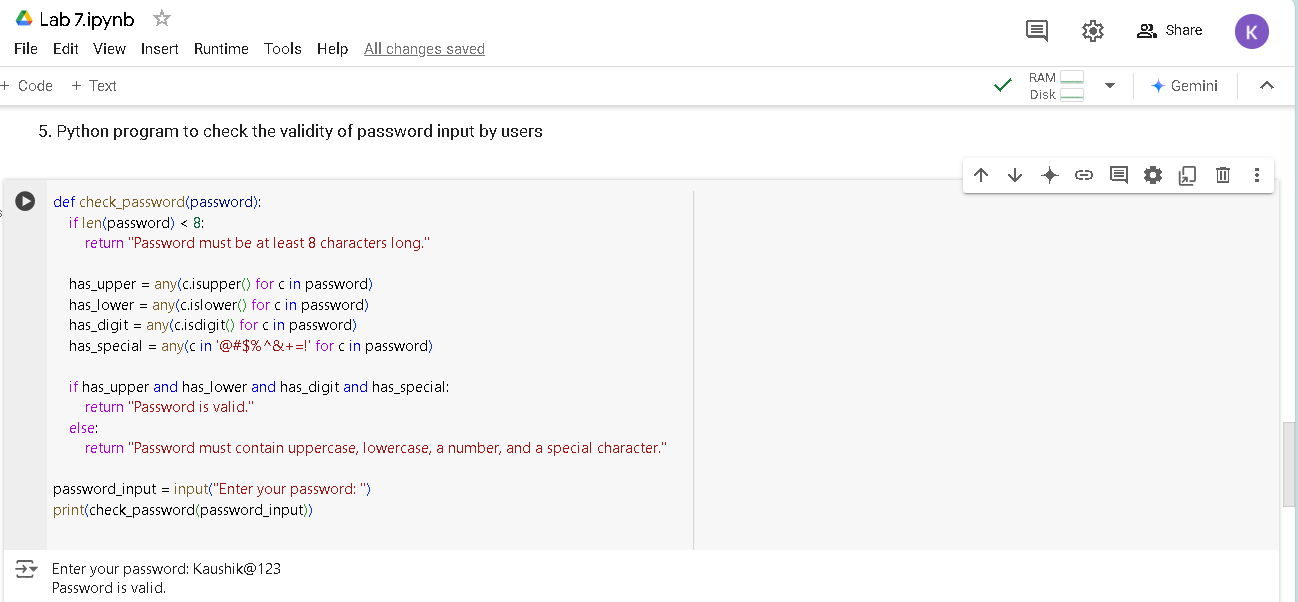 Lab 7.ipynb
File Edit View Insert Runtime Tools Help All changes saved
Share
K
+ Code + Text
RAM
Disk
Gemini
5. Python program to check the validity of password input by users
def check_password(password):
    if len(password) < 8:
        return "Password must be at least 8 characters long."
    has_upper = any(c.isupper() for c in password)
    has_lower = any(c.islower() for c in password)
    has_digit = any(c.isdigit() for c in password)
    has_special = any(c in '@#$%^&+=!' for c in password)
    if has_upper and has_lower and has_digit and has_special:
        return "Password is valid."
    else:
        return "Password must contain uppercase, lowercase, a number, and a special character."
password_input = input("Enter your password: ")
print(check_password(password_input))
Enter your password: Kaushik@123
Password is valid.